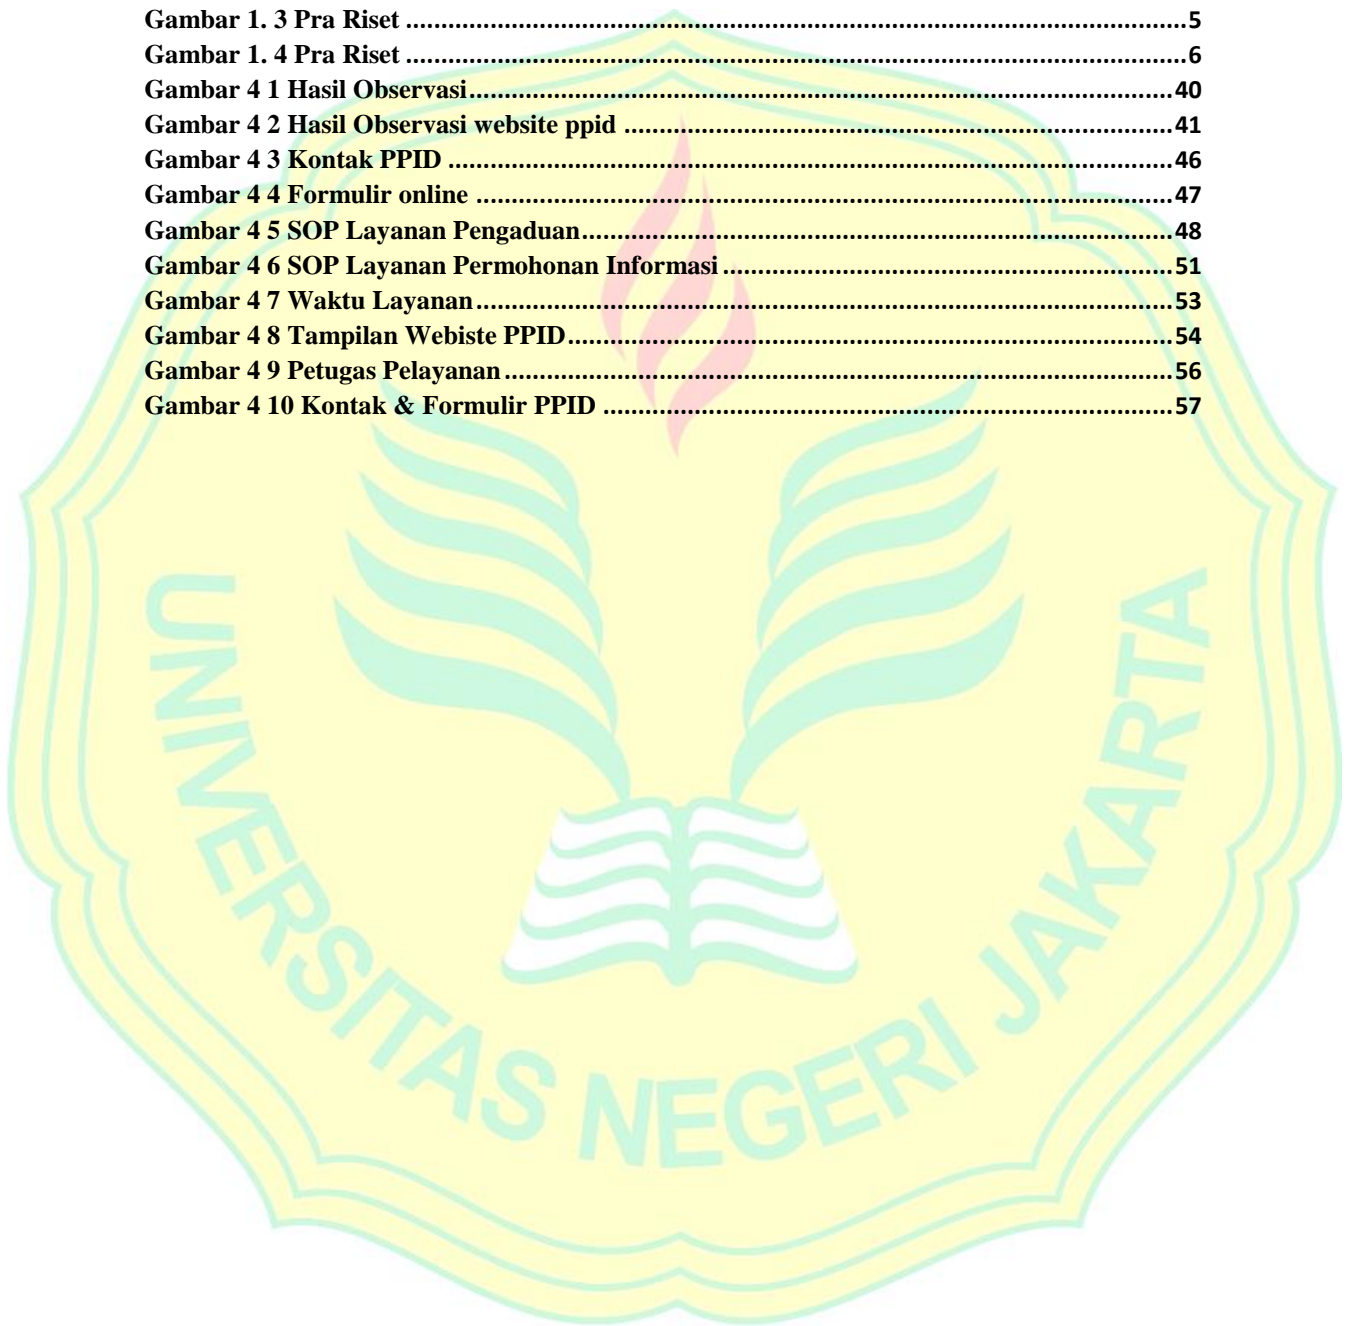 Gambar 1. 3 Pra Riset ..................................................................................................................5
Gambar 1. 4 Pra Riset ..................................................................................................................6
Gambar 4 1 Hasil Observasi.......................................................................................................40
Gambar 4 2 Hasil Observasi website ppid .................................................................................41
Gambar 4 3 Kontak PPID ..........................................................................................................46
Gambar 4 4 Formulir online ......................................................................................................47
Gambar 4 5 SOP Layanan Pengaduan.......................................................................................48
Gambar 4 6 SOP Layanan Permohonan Informasi ...................................................................51
Gambar 4 7 Waktu Layanan......................................................................................................53
Gambar 4 8 Tampilan Webiste PPID.........................................................................................54
Gambar 4 9 Petugas Pelayanan..................................................................................................56
Gambar 4 10 Kontak & Formulir PPID ....................................................................................57
UNIVERSITAS NEGERI JAKARTA